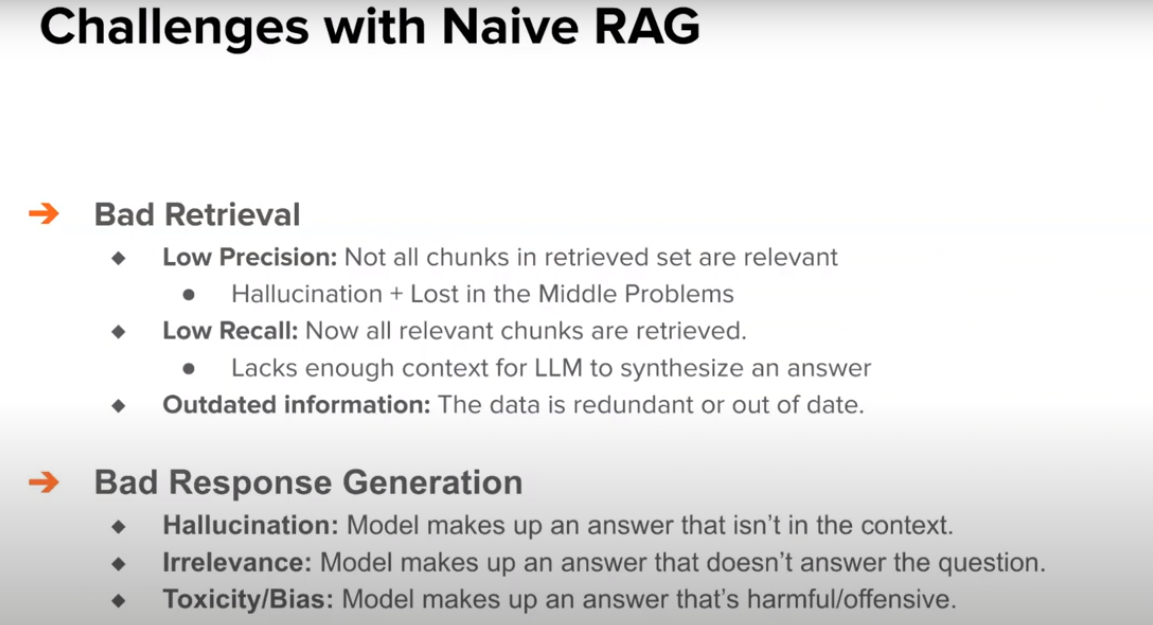 Challenges with Naive RAG
➔ Bad Retrieval
◆ Low Precision: Not all chunks in retrieved set are relevant
● Hallucination + Lost in the Middle Problems
◆ Low Recall: Now all relevant chunks are retrieved.
● Lacks enough context for LLM to synthesize an answer
◆ Outdated information: The data is redundant or out of date.
➔ Bad Response Generation
◆ Hallucination: Model makes up an answer that isn’t in the context.
◆ Irrelevance: Model makes up an answer that doesn’t answer the question.
◆ Toxicity/Bias: Model makes up an answer that’s harmful/offensive.